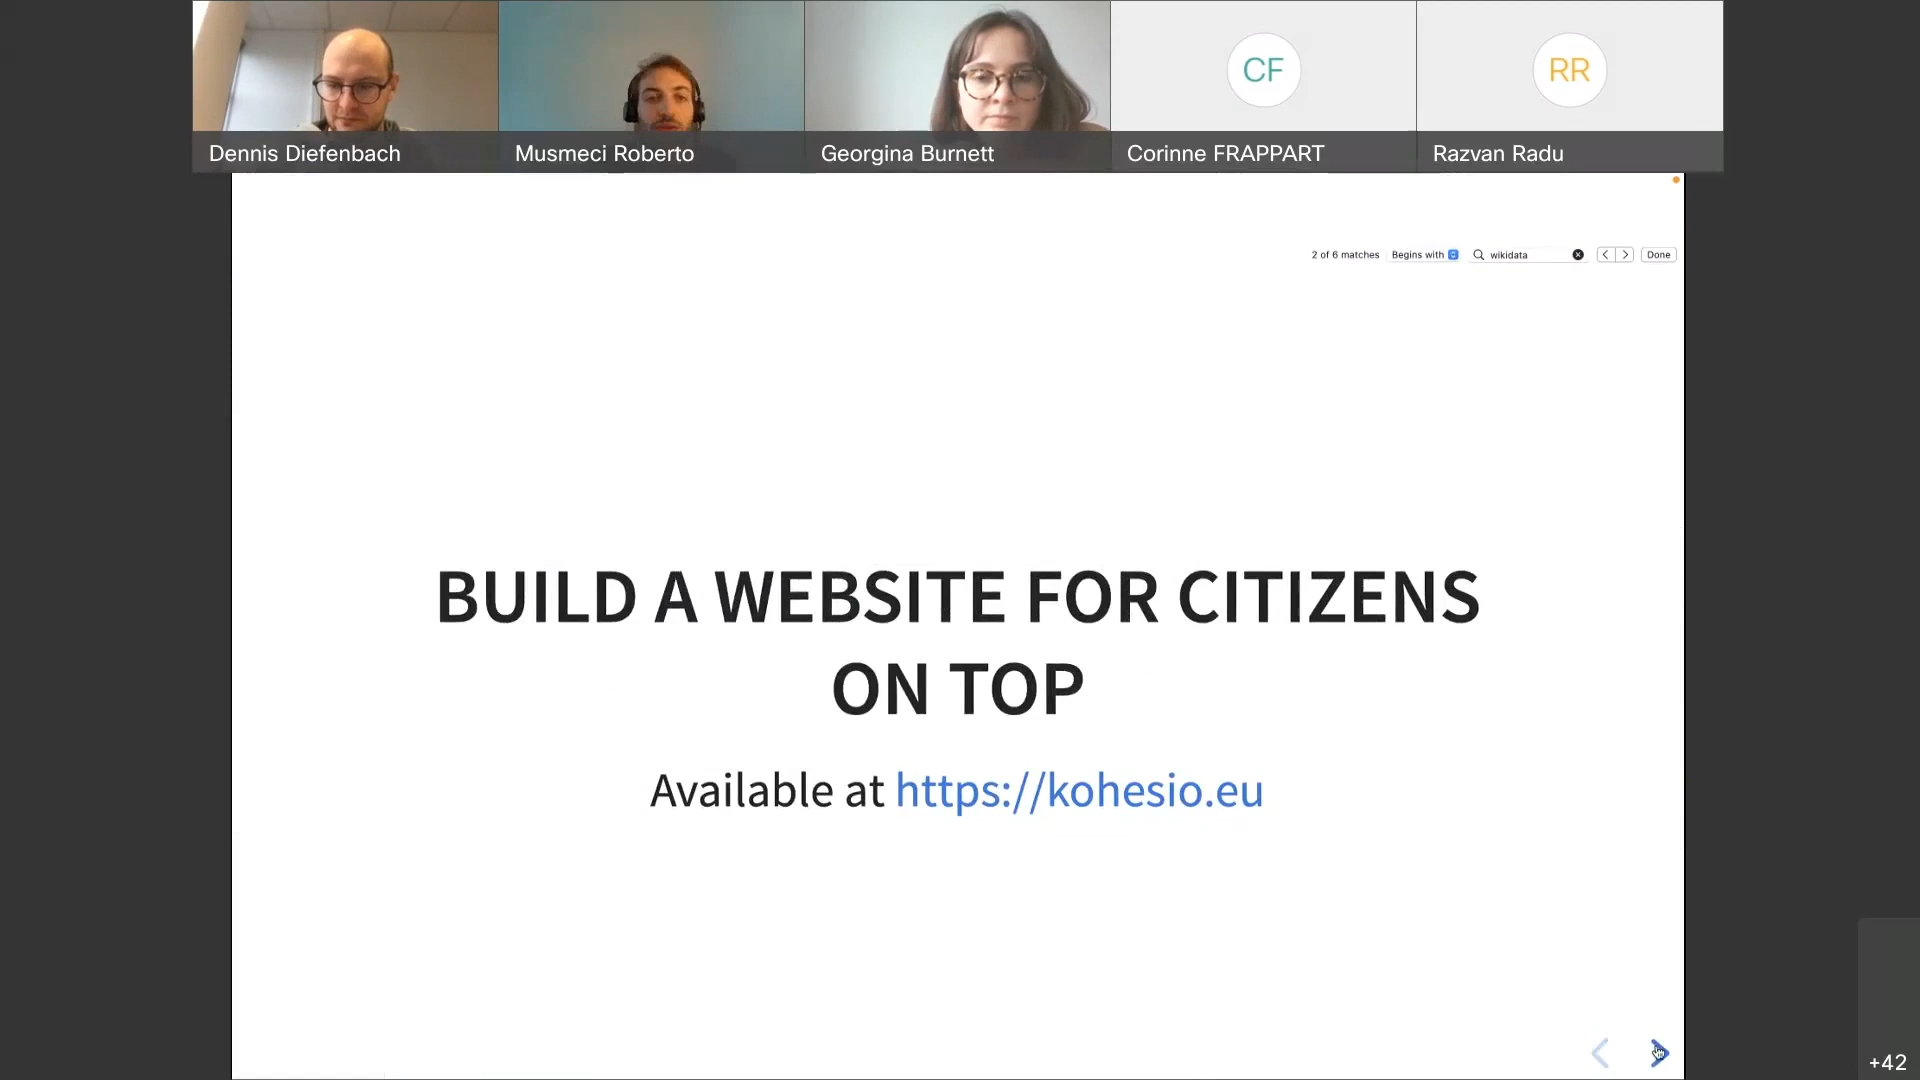 CF
RR
Dennis Diefenbach
Musmeci Roberto
Georgina Burnett
Corinne FRAPPART
Razvan Radu
2 of 6 matches Begins with wikidata Done
BUILD A WEBSITE FOR CITIZENS
ON TOP
Available at https://kohesio.eu
+42